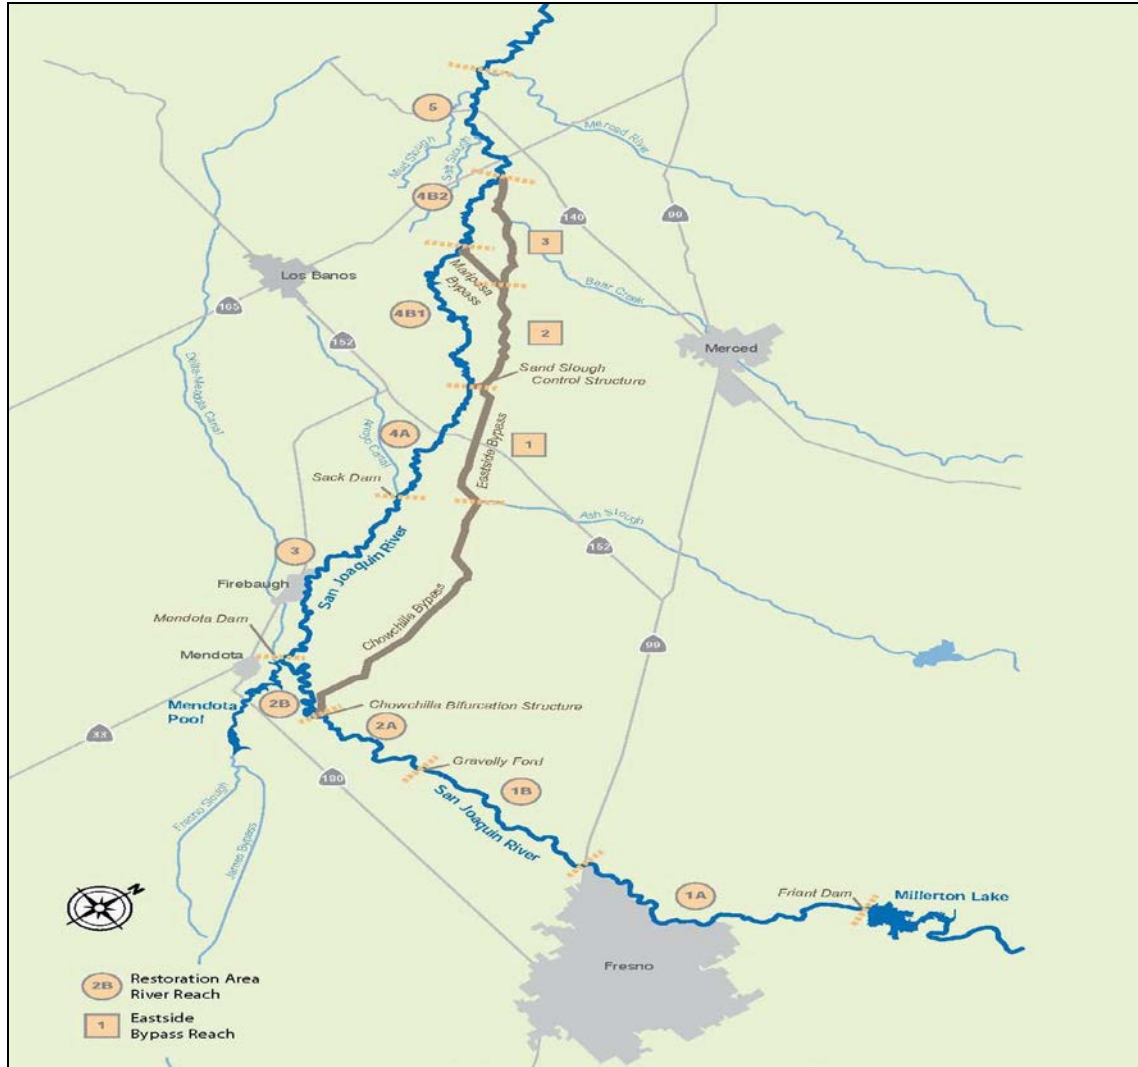 5
Mud Slough
Salt Slough
Merced River
4B2
140
99
3
Mariposa
Bypass
Bear Creek
Los Banos
165
4B1
152
2
Merced
Sand Slough
Control Structure
Delta-Mendota Canal
4A
Arroyo Canal
Eastside Bypass
1
Sack Dam
Ash Slough
152
3
San Joaquin River
Firebaugh
Chowchilla Bypass
Mendota Dam
99
Mendota
Mendota
Pool
2B
Chowchilla Bifurcation Structure
2A
33
Gravelly Ford
180
1B
San Joaquin River
Fresno Slough
James Bypass
N
1A
Friant Dam
Millerton Lake
Fresno
2B
Restoration Area
River Reach
1
Eastside
Bypass Reach